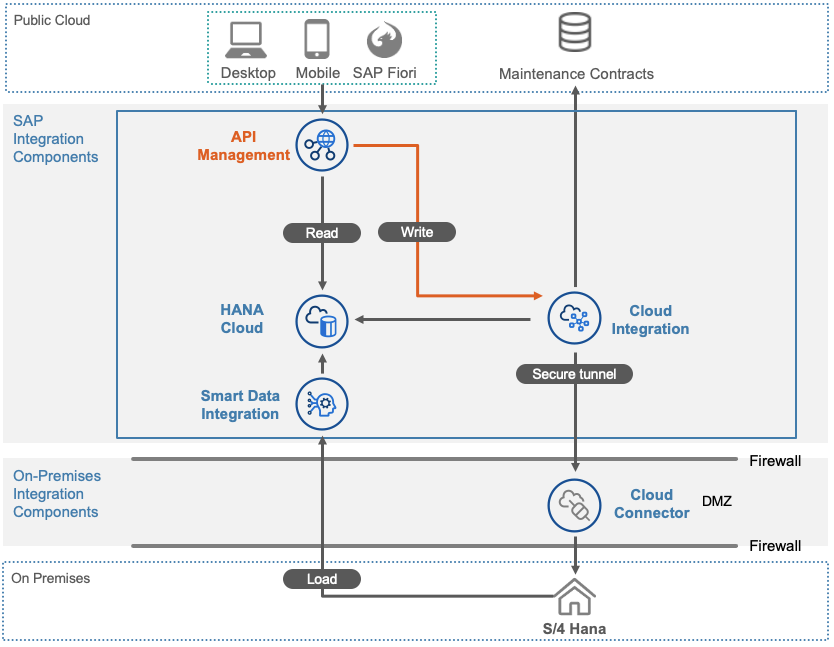 Public Cloud
Desktop
Mobile
SAP Fiori
Maintenance Contracts
SAP
Integration
Components
API
Management
Read
Write
HANA
Cloud
Cloud
Integration
Secure tunnel
Smart Data
Integration
Firewall
On-Premises
Integration
Components
Cloud
Connector
DMZ
Firewall
On Premises
Load
S/4 Hana